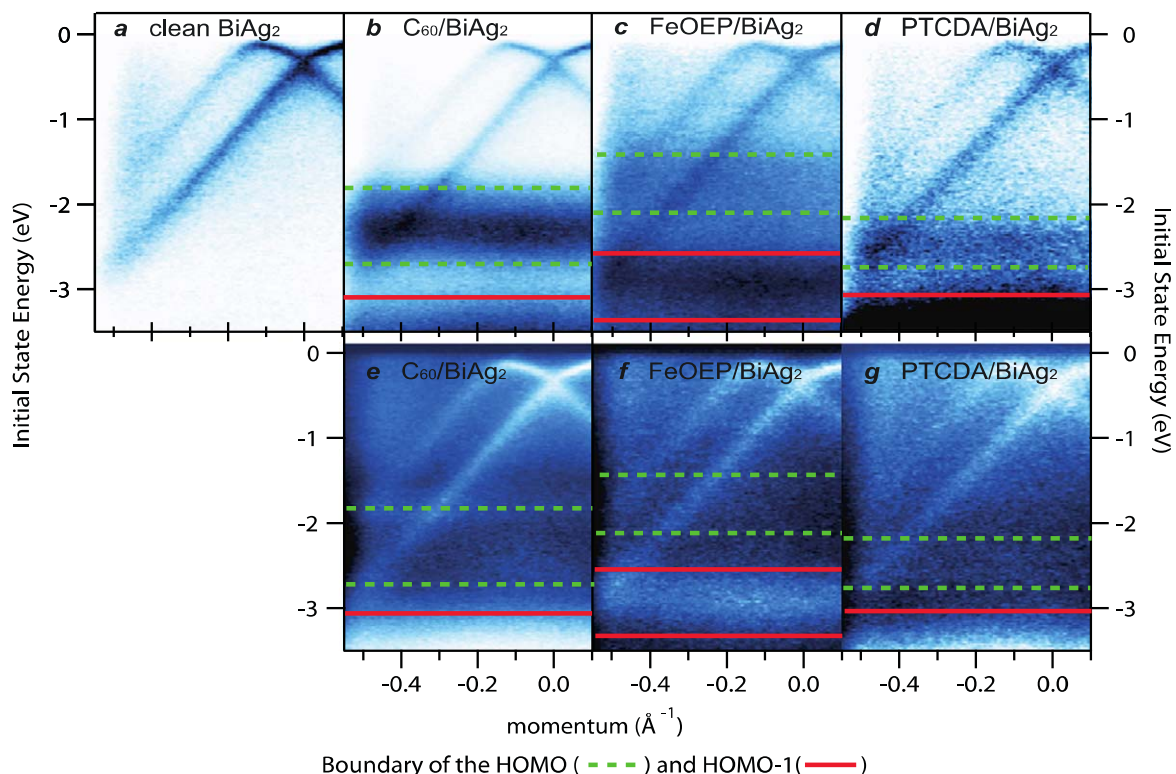 a clean BiAg2
b C60/BiAg2
c FeOEP/BiAg2
d PTCDA/BiAg2
0
-1
-2
-3
Initial State Energy (eV)
0
-1
-2
-3
Initial State Energy (eV)
e C60/BiAg2
f FeOEP/BiAg2
g PTCDA/BiAg2
0
-1
-2
-3
0
-1
-2
-3
-0.4 -0.2 0.0
-0.4 -0.2 0.0
-0.4 -0.2 0.0
momentum (Å-1)
Boundary of the HOMO ( ) and HOMO-1( )